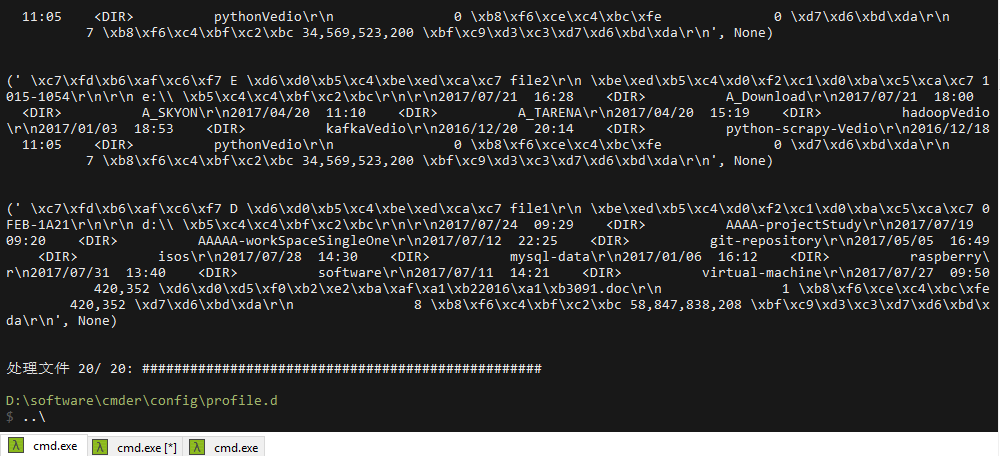 11:05    <DIR>          pythonVedio\r\n               0 \xb8\xf6\xce\xc4\xbc\xfe              0 \xd7\xd6\xbd\xda\r\n
7 \xb8\xf6\xc4\xbf\xc2\xbc 34,569,523,200 \xbf\xc9\xd3\xc3\xd7\xd6\xbd\xda\r\n', None)
(' \xc7\xfd\xb6\xaf\xc6\xf7 E \xd6\xd0\xb5\xc4\xbe\xed\xca\xc7 file2\r\n \xbe\xed\xb5\xc4\xd0\xf2\xc1\xd0\xba\xc5\xca\xc7 1
015-1054\r\n\r\n e:\\ \xb5\xc4\xc4\xbf\xc2\xbc\r\n\r\n2017/07/21  16:28    <DIR>          A_Download\r\n2017/07/21  18:00
<DIR>          A_SKYON\r\n2017/04/20  11:10    <DIR>          A_TARENA\r\n2017/04/20  15:19    <DIR>          hadoopVedio
\r\n2017/01/03  18:53    <DIR>          kafkaVedio\r\n2016/12/20  20:14    <DIR>          python-scrapy-Vedio\r\n2016/12/18
11:05    <DIR>          pythonVedio\r\n               0 \xb8\xf6\xce\xc4\xbc\xfe              0 \xd7\xd6\xbd\xda\r\n
7 \xb8\xf6\xc4\xbf\xc2\xbc 34,569,523,200 \xbf\xc9\xd3\xc3\xd7\xd6\xbd\xda\r\n', None)
(' \xc7\xfd\xb6\xaf\xc6\xf7 D \xd6\xd0\xb5\xc4\xbe\xed\xca\xc7 file1\r\n \xbe\xed\xb5\xc4\xd0\xf2\xc1\xd0\xba\xc5\xca\xc7 0
FEB-1A21\r\n\r\n d:\\ \xb5\xc4\xc4\xbf\xc2\xbc\r\n\r\n2017/07/24  09:29    <DIR>          AAAA-projectStudy\r\n2017/07/19
09:20    <DIR>          AAAAA-workSpaceSingleOne\r\n2017/07/12  22:25    <DIR>          git-repository\r\n2017/05/05  16:49
<DIR>          isos\r\n2017/07/28  14:30    <DIR>          mysql-data\r\n2017/01/06  16:12    <DIR>          raspberry\
r\n2017/07/31  13:40    <DIR>          software\r\n2017/07/11  14:21    <DIR>          virtual-machine\r\n2017/07/27  09:50
420,352 \xd6\xd0\xd5\xf0\xb2\xe2\xba\xaf\xa1\xb22016\xa1\xb3091.doc\r\n               1 \xb8\xf6\xce\xc4\xbc\xfe
420,352 \xd7\xd6\xbd\xda\r\n               8 \xb8\xf6\xc4\xbf\xc2\xbc 58,847,838,208 \xbf\xc9\xd3\xc3\xd7\xd6\xbd\x
da\r\n', None)
处理文件 20/ 20: ##################################################
D:\software\cmder\config\profile.d
$ ..\
λ cmd.exe λ cmd.exe [*] λ cmd.exe